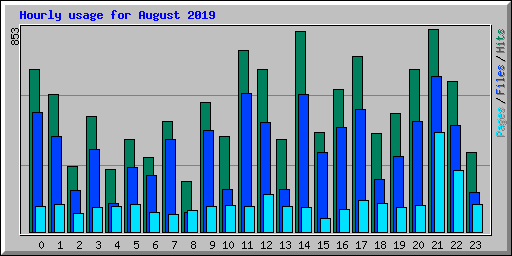 Hourly usage for August 2019
853
Pages / Files / Hits
0 1 2 3 4 5 6 7 8 9 10 11 12 13 14 15 16 17 18 19 20 21 22 23